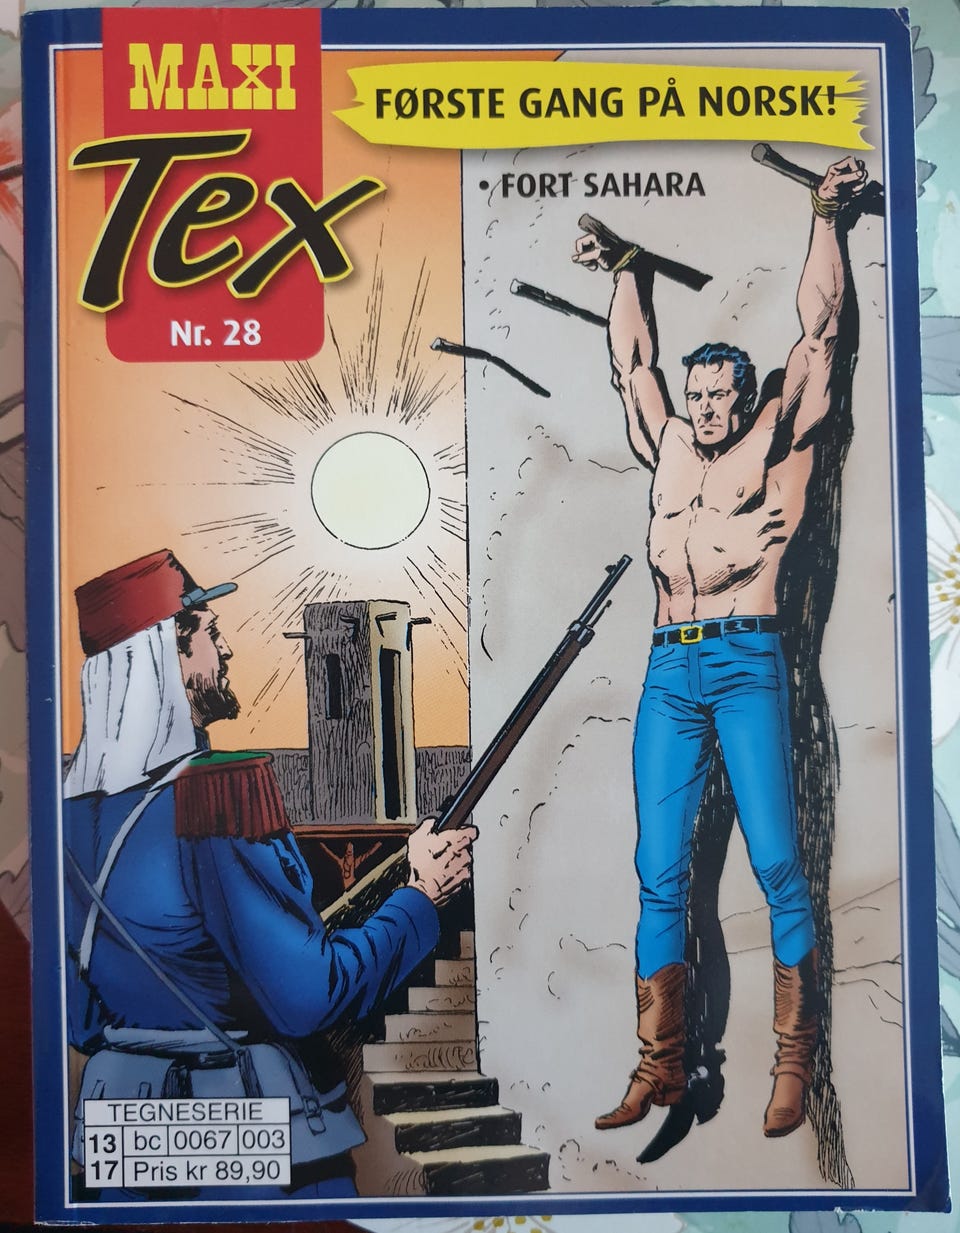 MAXI
Tex
Nr. 28
FØRSTE GANG PÅ NORSK!
• FORT SAHARA
TEGNESERIE
13 bc 0067 003
17 Pris kr 89,90